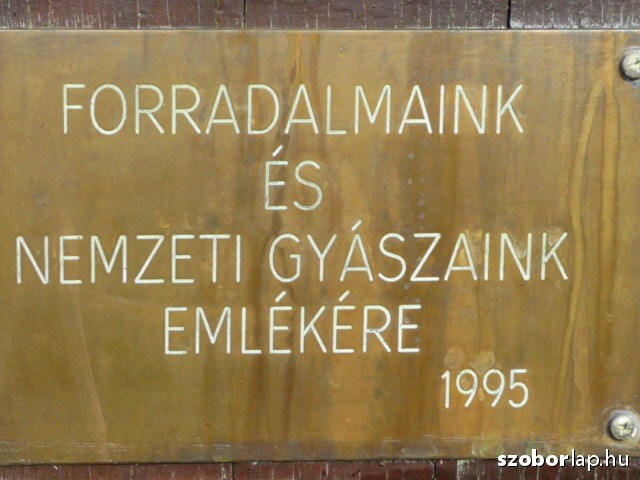 FORRADALMAINK
ÉS
NEMZETI GYÁSZAINK
EMLÉKÉRE
1995
szoborlap.hu